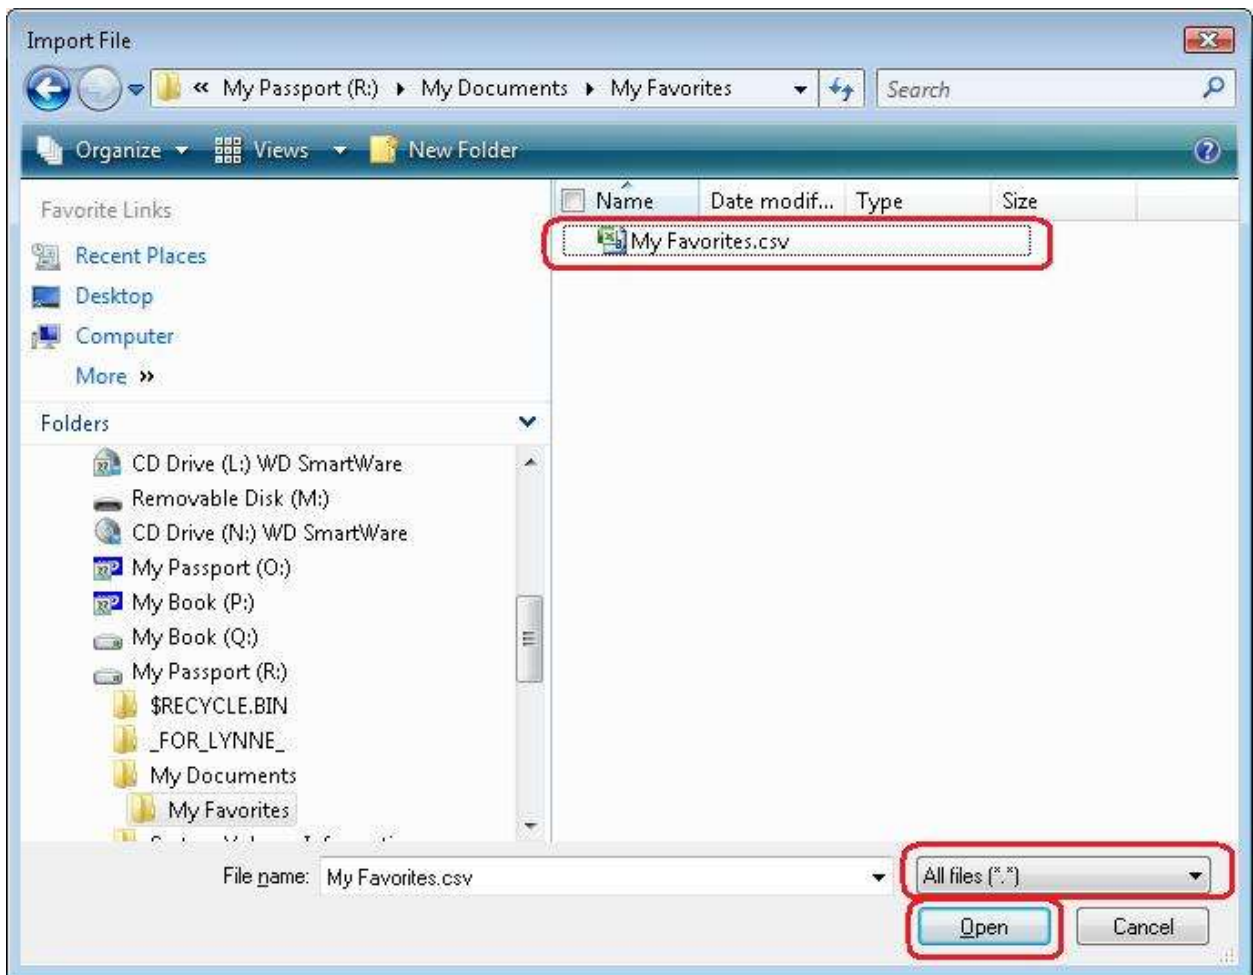 Import File
« My Passport (R:) My Documents My Favorites Search
Organize Views New Folder
Favorite Links
Recent Places
Desktop
Computer
More »
Folders
CD Drive (L:) WD SmartWare
Removable Disk (M:)
CD Drive (N:) WD SmartWare
My Passport (O:)
My Book (P:)
My Book (Q:)
My Passport (R:)
$RECYCLE.BIN
_FOR_LYNNE_
My Documents
My Favorites
Name Date modif... Type Size
My Favorites.csv
File name: My Favorites.csv All files (*.*)
Open Cancel